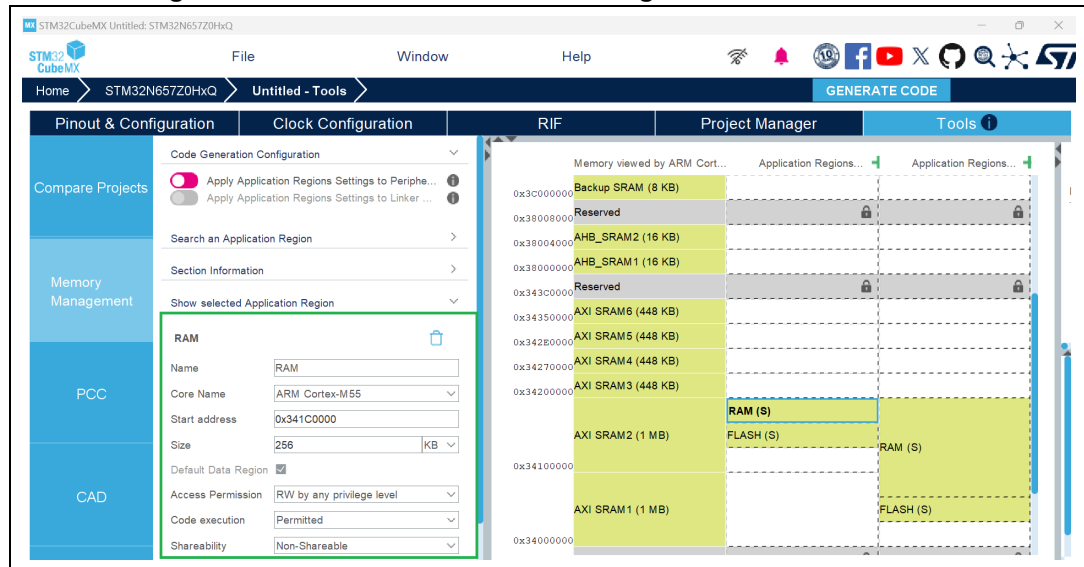 STM32CubeMX Untitled: STM32N657Z0HxQ
STM32 CubeMX File Window Help
Home STM32N657Z0HxQ Untitled - Tools GENERATE CODE
Pinout & Configuration Clock Configuration RIF Project Manager Tools
Compare Projects
Memory Management
PCC
CAD
Code Generation Configuration
Apply Application Regions Settings to Periphe...
Apply Application Regions Settings to Linker ...
Search an Application Region
Section Information
Show selected Application Region
RAM
Name RAM
Core Name ARM Cortex-M55
Start address 0x341C0000
Size 256 KB
Default Data Region
Access Permission RW by any privilege level
Code execution Permitted
Shareability Non-Shareable
Memory viewed by ARM Cort... Application Regions... Application Regions...
Backup SRAM (8 KB)
0x3C000000
Reserved
0x38008000
AHB_SRAM2 (16 KB)
0x38004000
AHB_SRAM1 (16 KB)
0x38000000
Reserved
0x343C0000
AXI SRAM6 (448 KB)
0x34350000
AXI SRAM5 (448 KB)
0x342E0000
AXI SRAM4 (448 KB)
0x34270000
AXI SRAM3 (448 KB)
0x34200000
RAM (S)
AXI SRAM2 (1 MB) FLASH (S)
RAM (S)
0x34100000
AXI SRAM1 (1 MB) FLASH (S)
0x34000000